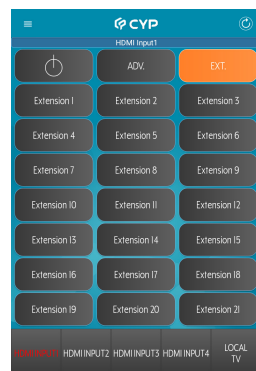 CYP
HDMI Input1
ADV. EXT.
Extension 1 Extension 2 Extension 3
Extension 4 Extension 5 Extension 6
Extension 7 Extension 8 Extension 9
Extension 10 Extension 11 Extension 12
Extension 13 Extension 14 Extension 15
Extension 16 Extension 17 Extension 18
Extension 19 Extension 20 Extension 21
HDMI INPUT1 HDMI INPUT2 HDMI INPUT3 HDMI INPUT4 LOCAL
TV